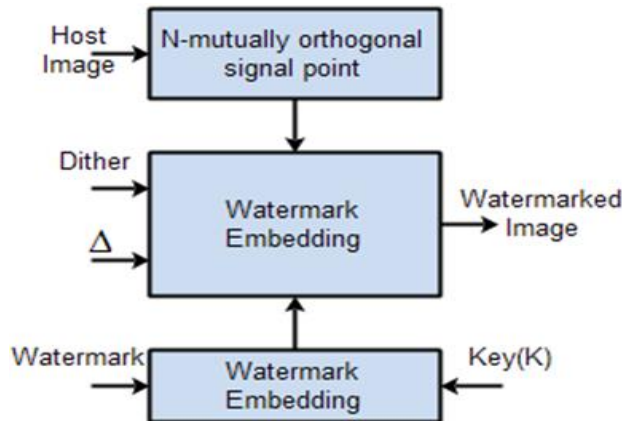 Host
Image
N-mutually orthogonal
signal point
Dither
Δ
Watermark
Embedding
Watermarked
Image
Watermark
Watermark
Embedding
Key(K)